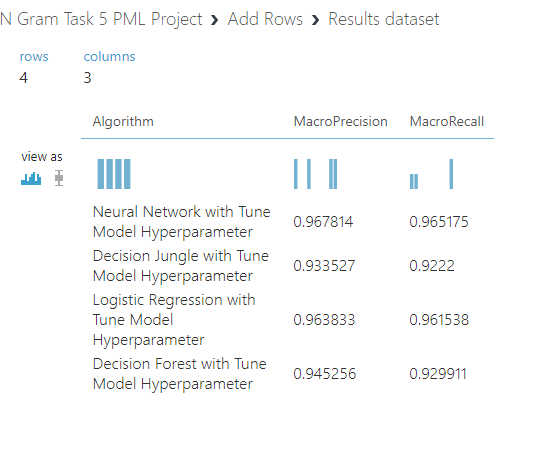 N Gram Task 5 PML Project › Add Rows › Results dataset
rows columns
4 3
Algorithm MacroPrecision MacroRecall
view as
Neural Network with Tune
Model Hyperparameter 0.967814 0.965175
Decision Jungle with Tune
Model Hyperparameter 0.933527 0.9222
Logistic Regression with
Tune Model 0.963833 0.961538
Hyperparameter
Decision Forest with Tune
Model Hyperparameter 0.945256 0.929911